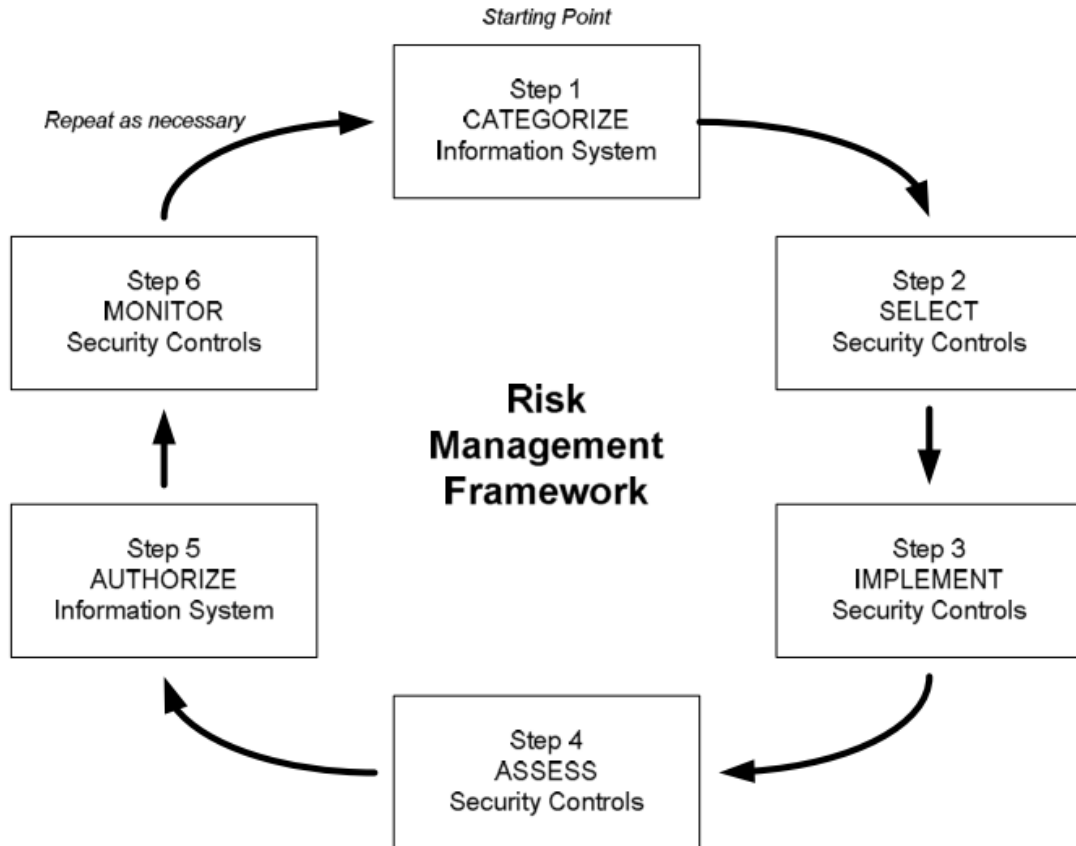 Starting Point
Step 1
CATEGORIZE
Information System
Repeat as necessary
Step 2
SELECT
Security Controls
Step 6
MONITOR
Security Controls
Risk
Management
Framework
Step 3
IMPLEMENT
Security Controls
Step 5
AUTHORIZE
Information System
Step 4
ASSESS
Security Controls